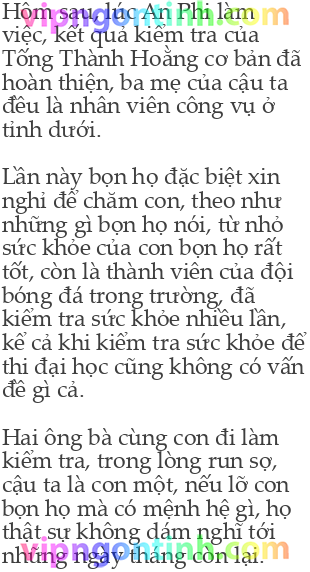 Hôm sau, lúc An Phi làm
việc, kết quả kiểm tra của
Tống Thành Hoằng cơ bản đã
hoàn thiện, ba mẹ của cậu ta
đều là nhân viên công vụ ở
tỉnh dưới.
Lần này bọn họ đặc biệt xin
nghỉ để chăm con, theo như
những gì bọn họ nói, từ nhỏ
sức khỏe của con bọn họ rất
tốt, còn là thành viên của đội
bóng đá trong trường, đã
kiểm tra sức khỏe nhiều lần,
kể cả khi kiểm tra sức khỏe để
thi đại học cũng không có vấn
đề gì cả.
Hai ông bà cùng con đi làm
kiểm tra, trong lòng run sợ,
cậu ta là con một, nếu lỡ con
bọn họ mà có mệnh hệ gì, họ
thật sự không dám nghĩ tới
những ngày tháng còn lại.
vipngontinh.com
vipngontinh.com